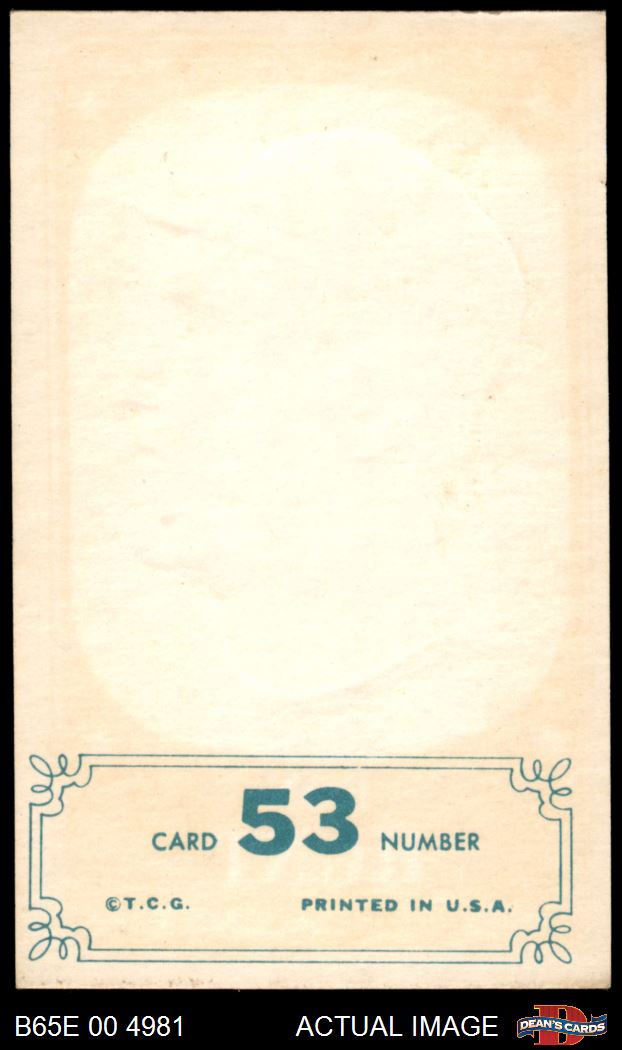 CARD 53 NUMBER
©T.C.G. PRINTED IN U.S.A.
B65E 00 4981 ACTUAL IMAGE DEAN'S CARDS